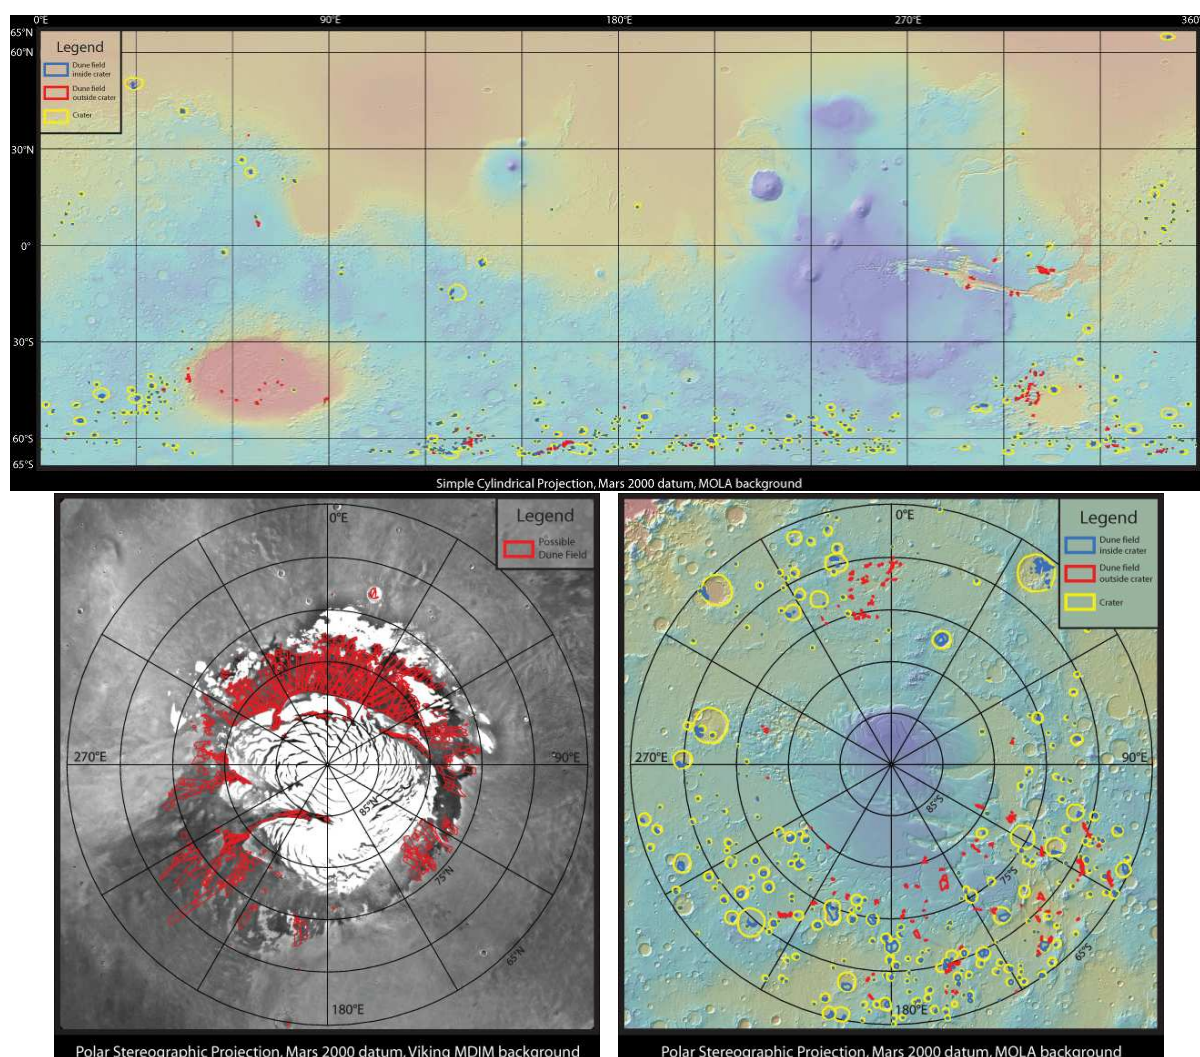 0°E 90°E 180°E 270°E 360°
65°N
60°N
30°N
0°
30°S
60°S
65°S
Legend
Dune field
inside crater
Dune field
outside crater
Crater
Simple Cylindrical Projection, Mars 2000 datum, MOLA background
Legend
Possible
Dune Field
0°E
270°E
90°E
85°N
75°N
65°N
180°E
Polar Stereographic Projection, Mars 2000 datum, Viking MDIM background
Legend
Dune field
inside crater
Dune field
outside crater
Crater
0°E
270°E
90°E
85°S
75°S
65°S
180°E
Polar Stereographic Projection, Mars 2000 datum, MOLA background